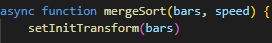 async function mergeSort(bars, speed) {
    setInitTransform(bars)